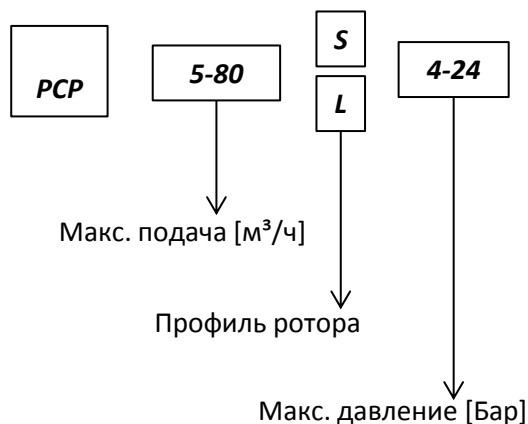 S
PCP 5-80 4-24
L
Макс. подача [м³/ч]
Профиль ротора
Макс. давление [Бар]